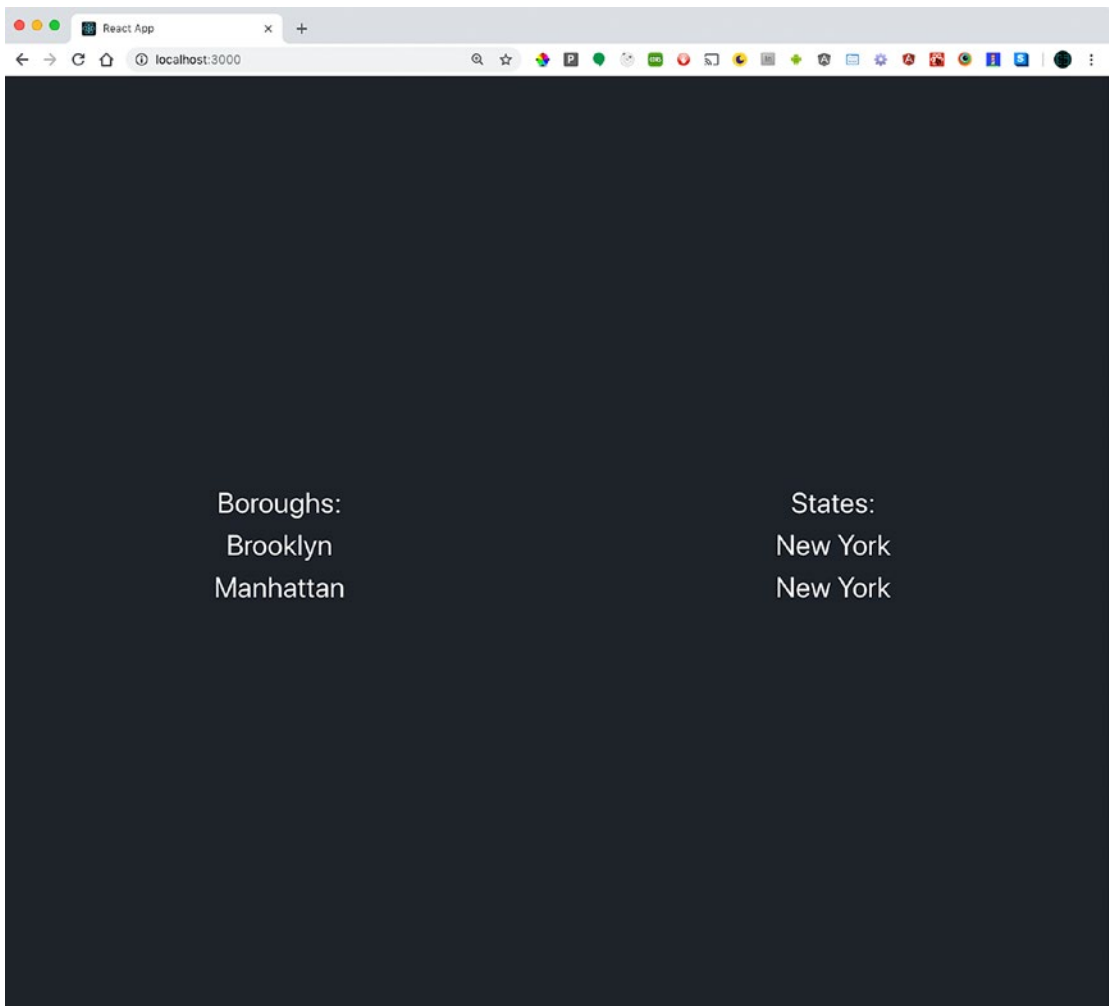 React App
localhost:3000
Boroughs:
Brooklyn
Manhattan
States:
New York
New York